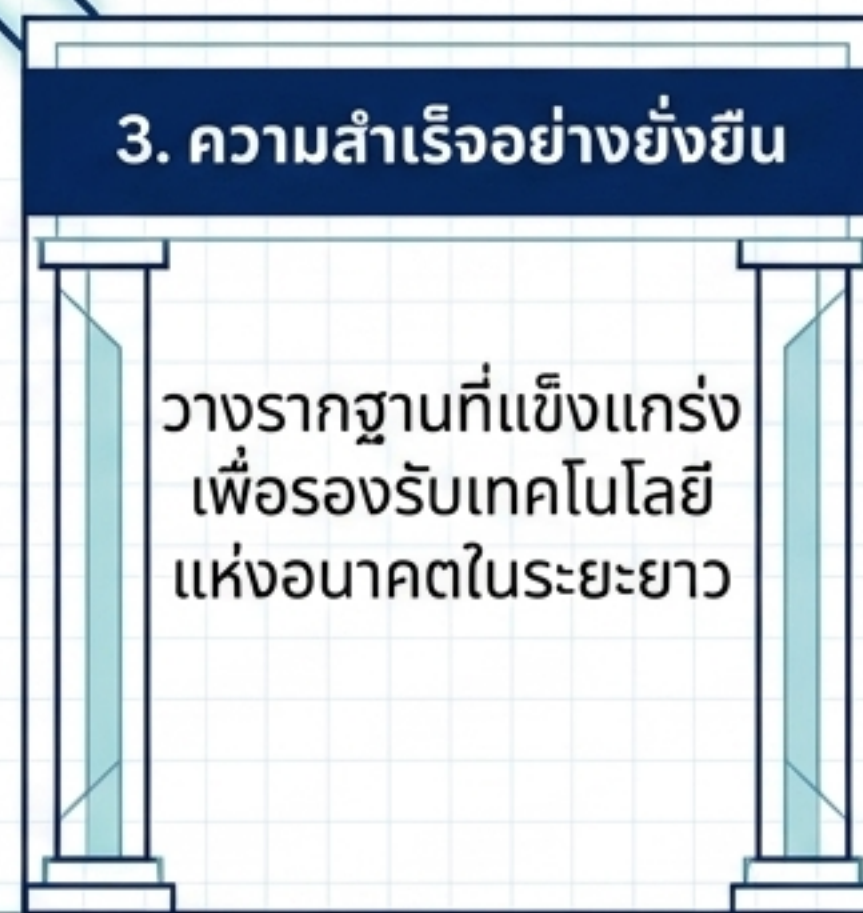 3. ความสำเร็จอย่างยั่งยืน
วางรากฐานที่แข็งแกร่ง
เพื่อรองรับเทคโนโลยี
แห่งอนาคตในระยะยาว